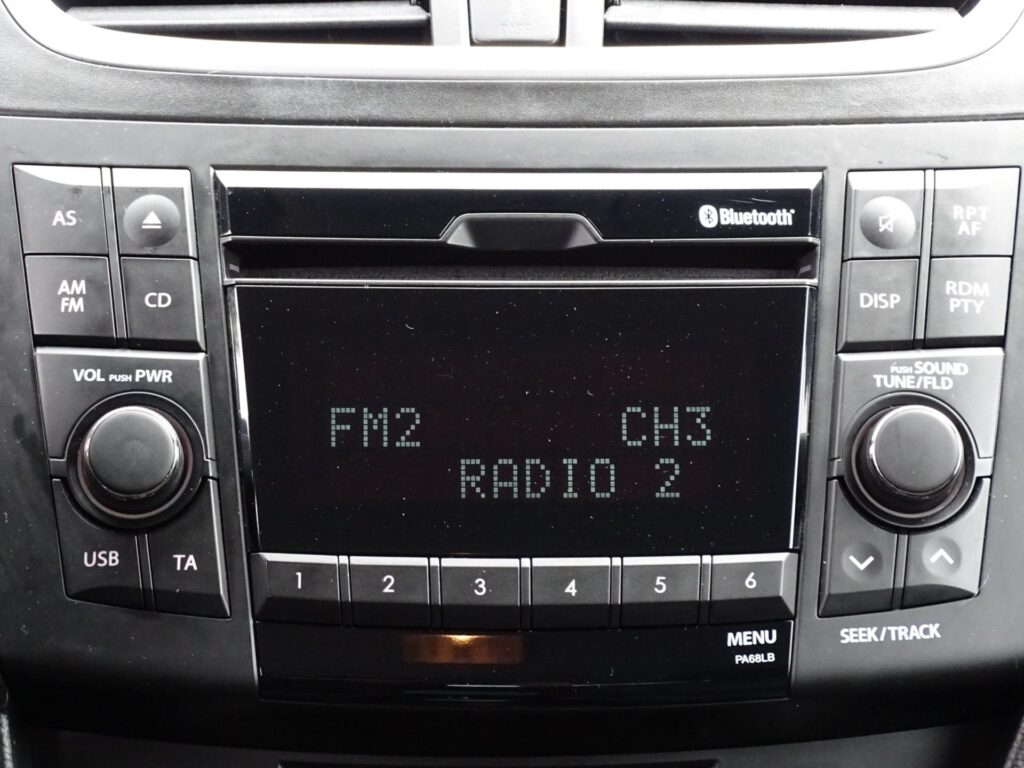 AS
Bluetooth
RPT
AF
AM
FM
CD
DISP
RDM
PTY
VOL PUSH PWR
PUSH SOUND
TUNE/FLD
FM2 CH3
RADIO 2
USB
TA
1 2 3 4 5 6
MENU
PA68LB
SEEK/TRACK